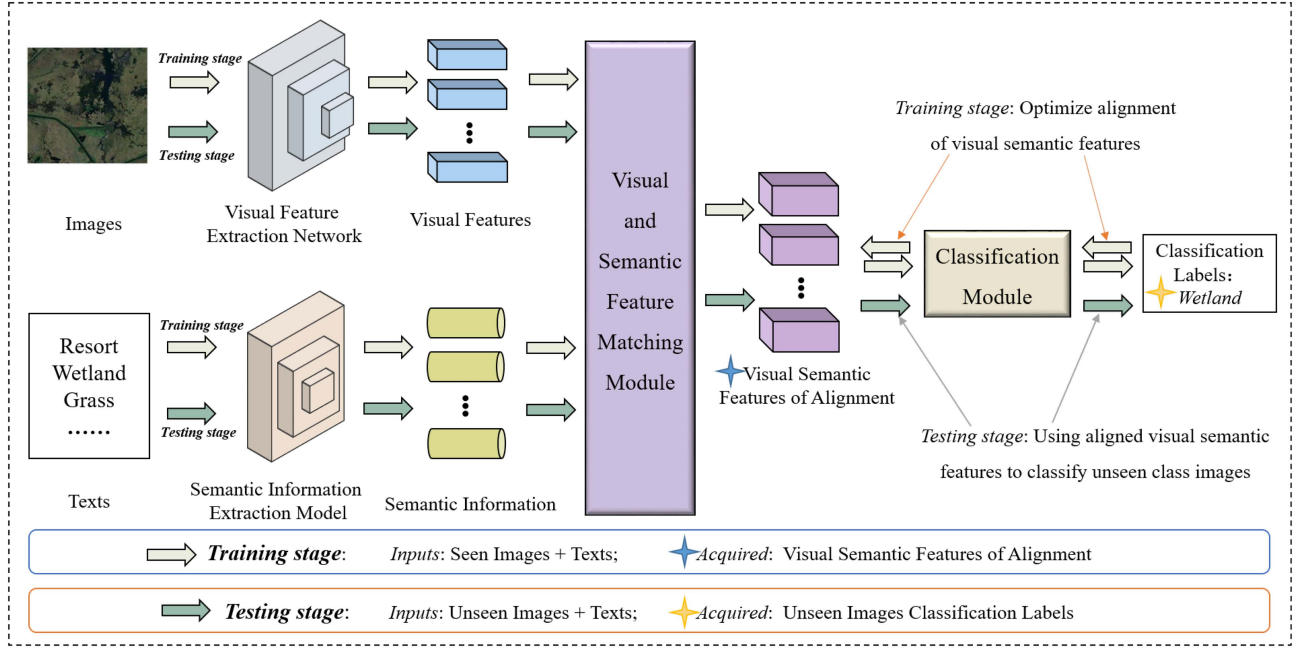 Training stage
Testing stage
Images
Visual Feature
Extraction Network
Visual Features
Resort
Wetland
Grass
……
Training stage
Testing stage
Texts
Semantic Information
Extraction Model
Semantic Information
Visual
and
Semantic
Feature
Matching
Module
Visual Semantic
Features of Alignment
Training stage: Optimize alignment
of visual semantic features
Classification
Module
Classification
Labels:
Wetland
Testing stage: Using aligned visual semantic
features to classify unseen class images
Training stage: Inputs: Seen Images + Texts; Acquired: Visual Semantic Features of Alignment
Testing stage: Inputs: Unseen Images + Texts; Acquired: Unseen Images Classification Labels